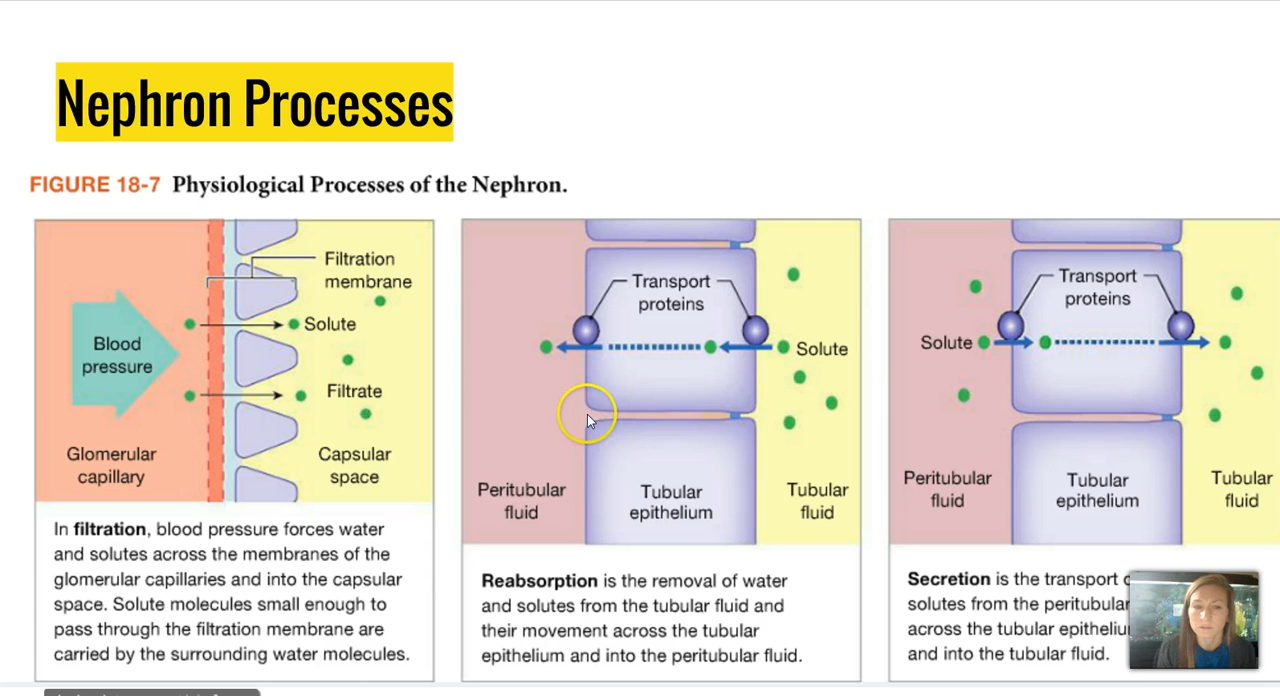 Nephron Processes
FIGURE 18-7 Physiological Processes of the Nephron.
Filtration
membrane
Blood
pressure
Solute
Filtrate
Glomerular
capillary
Capsular
space
In filtration, blood pressure forces water
and solutes across the membranes of the
glomerular capillaries and into the capsular
space. Solute molecules small enough to
pass through the filtration membrane are
carried by the surrounding water molecules.
Transport
proteins
Solute
Peritubular
fluid
Tubular
epithelium
Tubular
fluid
Reabsorption is the removal of water
and solutes from the tubular fluid and
their movement across the tubular
epithelium and into the peritubular fluid.
Transport
proteins
Solute
Peritubular
fluid
Tubular
epithelium
Tubular
fluid
Secretion is the transport
solutes from the peritubular
across the tubular
and into the tubular fluid.